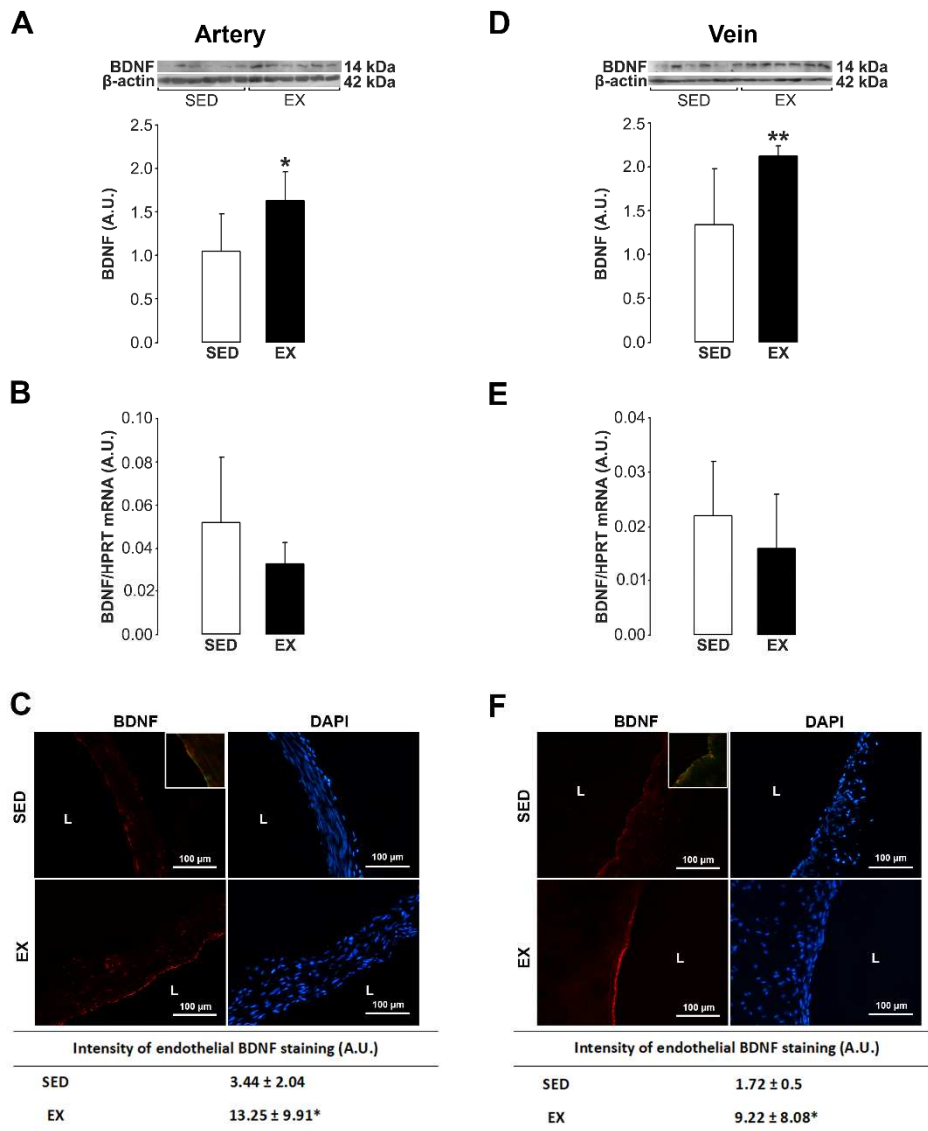 A
Artery
BDNF 14 kDa
β-actin 42 kDa
SED EX
2.5
2.0
1.5
1.0
0.5
0.0
BDNF (A.U.)
*
SED EX
B
0.10
0.08
0.06
0.04
0.02
0.00
BDNF/HPRT mRNA (A.U.)
SED EX
C
BDNF DAPI
SED
L L
100 µm 100 µm
EX
L L
100 µm 100 µm
Intensity of endothelial BDNF staining (A.U.)
SED 3.44 ± 2.04
EX 13.25 ± 9.91*
D
Vein
BDNF 14 kDa
β-actin 42 kDa
SED EX
2.5
2.0
1.5
1.0
0.5
0.0
BDNF (A.U.)
**
SED EX
E
0.04
0.03
0.02
0.01
0.00
BDNF/HPRT mRNA (A.U.)
SED EX
F
BDNF DAPI
SED
L L
100 µm 100 µm
EX
L L
100 µm 100 µm
Intensity of endothelial BDNF staining (A.U.)
SED 1.72 ± 0.5
EX 9.22 ± 8.08*